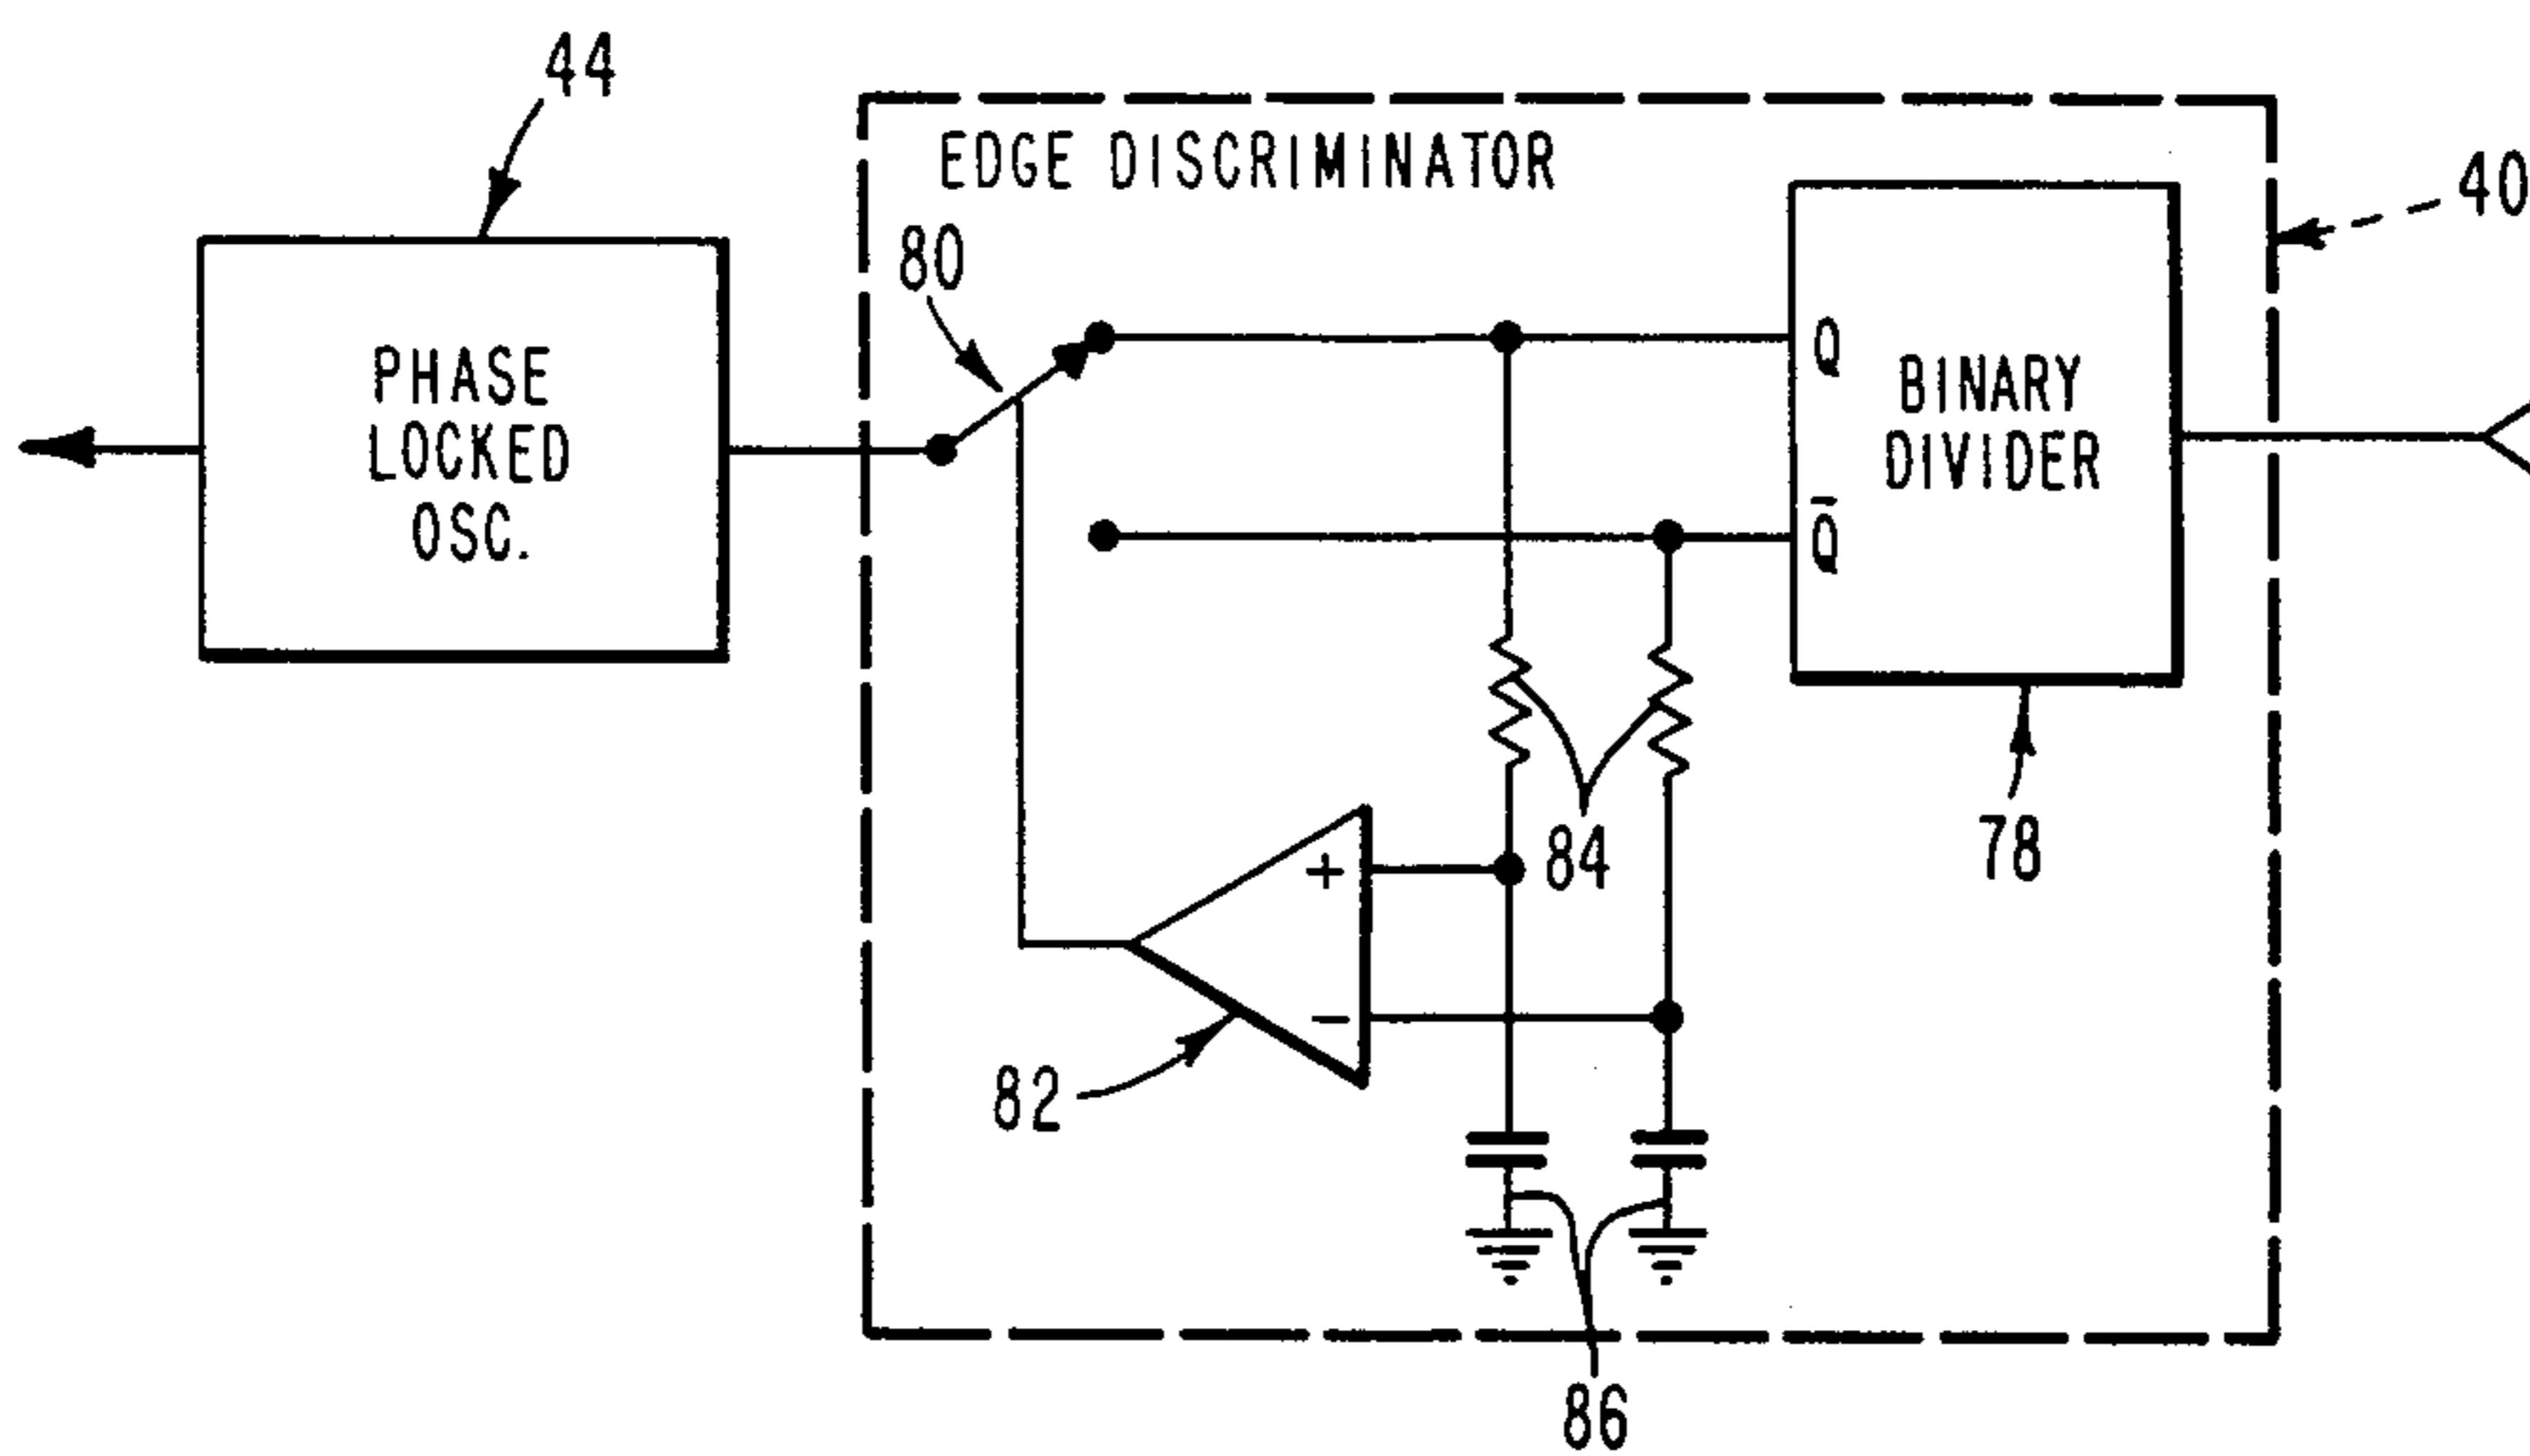 44
EDGE DISCRIMINATOR
40
80
PHASE
LOCKED
OSC.
Q
BINARY
DIVIDER
Q̅
84
78
+
−
82
86